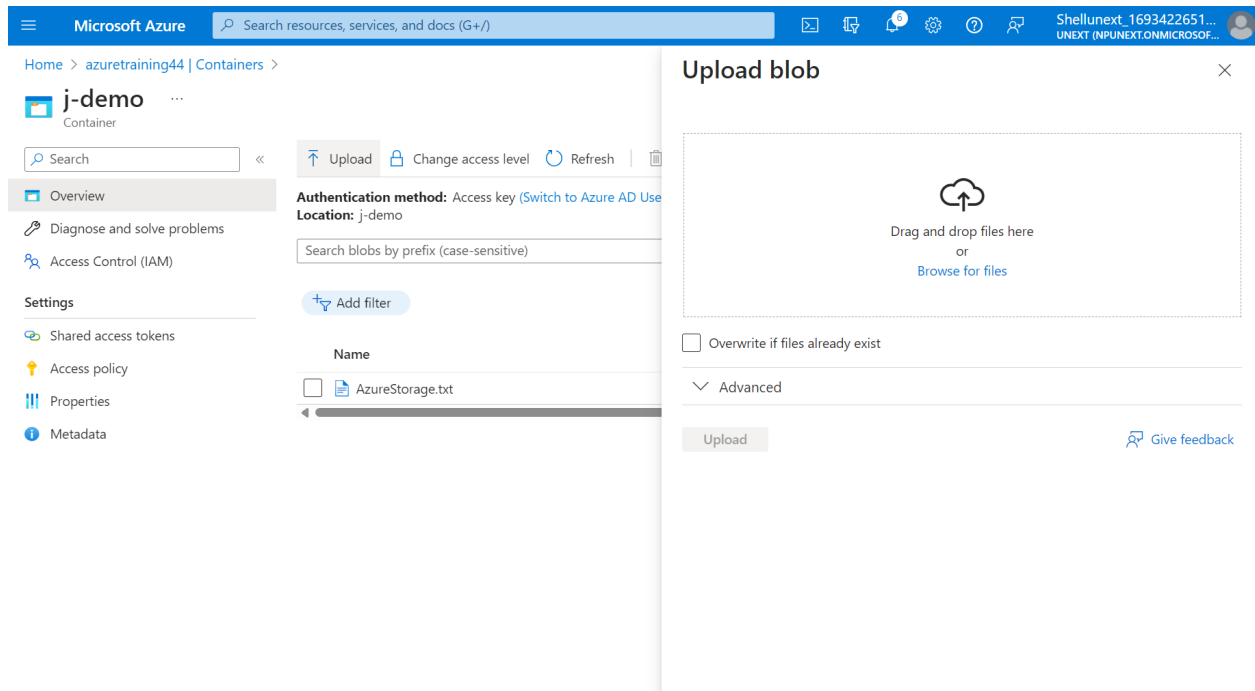 Microsoft Azure
Search resources, services, and docs (G+/)
6
Shellunext_1693422651...
UNEXT (NPUNEXT.ONMICROSOF...
Home > azuretraining44 | Containers >
j-demo ...
Container
Search
«
Overview
Diagnose and solve problems
Access Control (IAM)
Settings
Shared access tokens
Access policy
Properties
Metadata
Upload
Change access level
Refresh
Authentication method: Access key (Switch to Azure AD Use
Location: j-demo
Search blobs by prefix (case-sensitive)
Add filter
Name
AzureStorage.txt
Upload blob
Drag and drop files here
or
Browse for files
Overwrite if files already exist
Advanced
Upload
Give feedback